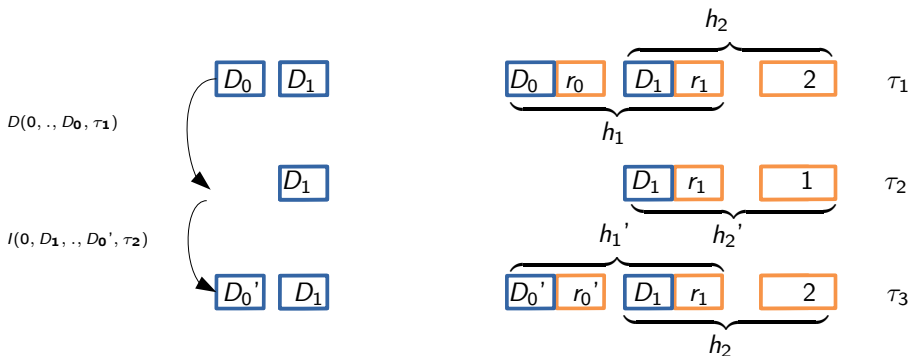 h₂
D₀ D₁ D₀ r₀ D₁ r₁ 2 τ₁
D(0, ., D₀, τ₁)
h₁
D₁ D₁ r₁ 1 τ₂
I(0, D₁, ., D₀', τ₂)
h₁' h₂'
D₀' D₁ D₀' r₀' D₁ r₁ 2 τ₃
h₂